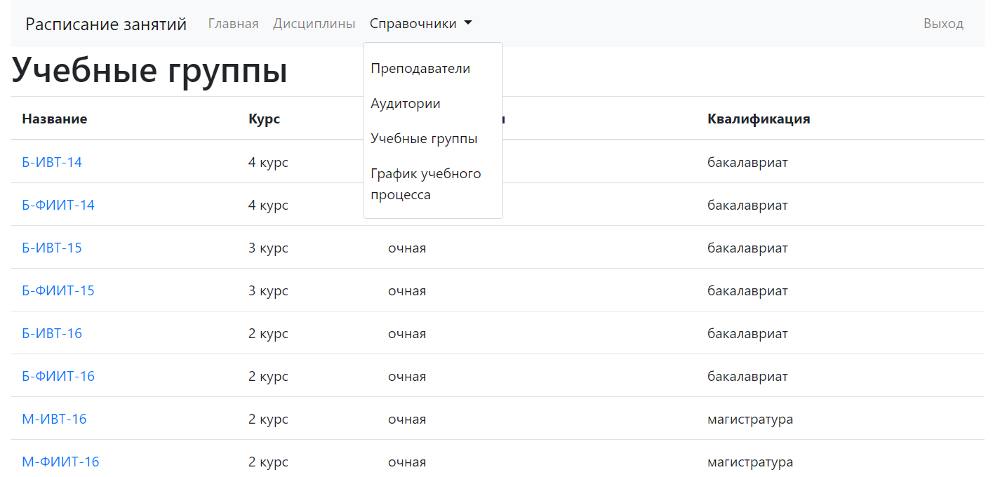 Расписание занятий Главная Дисциплины Справочники Выход
Учебные группы
Преподаватели
Аудитории
Учебные группы
График учебного
процесса
Название Курс Квалификация
Б-ИВТ-14 4 курс бакалавриат
Б-ФИИТ-14 4 курс бакалавриат
Б-ИВТ-15 3 курс очная бакалавриат
Б-ФИИТ-15 3 курс очная бакалавриат
Б-ИВТ-16 2 курс очная бакалавриат
Б-ФИИТ-16 2 курс очная бакалавриат
М-ИВТ-16 2 курс очная магистратура
М-ФИИТ-16 2 курс очная магистратура